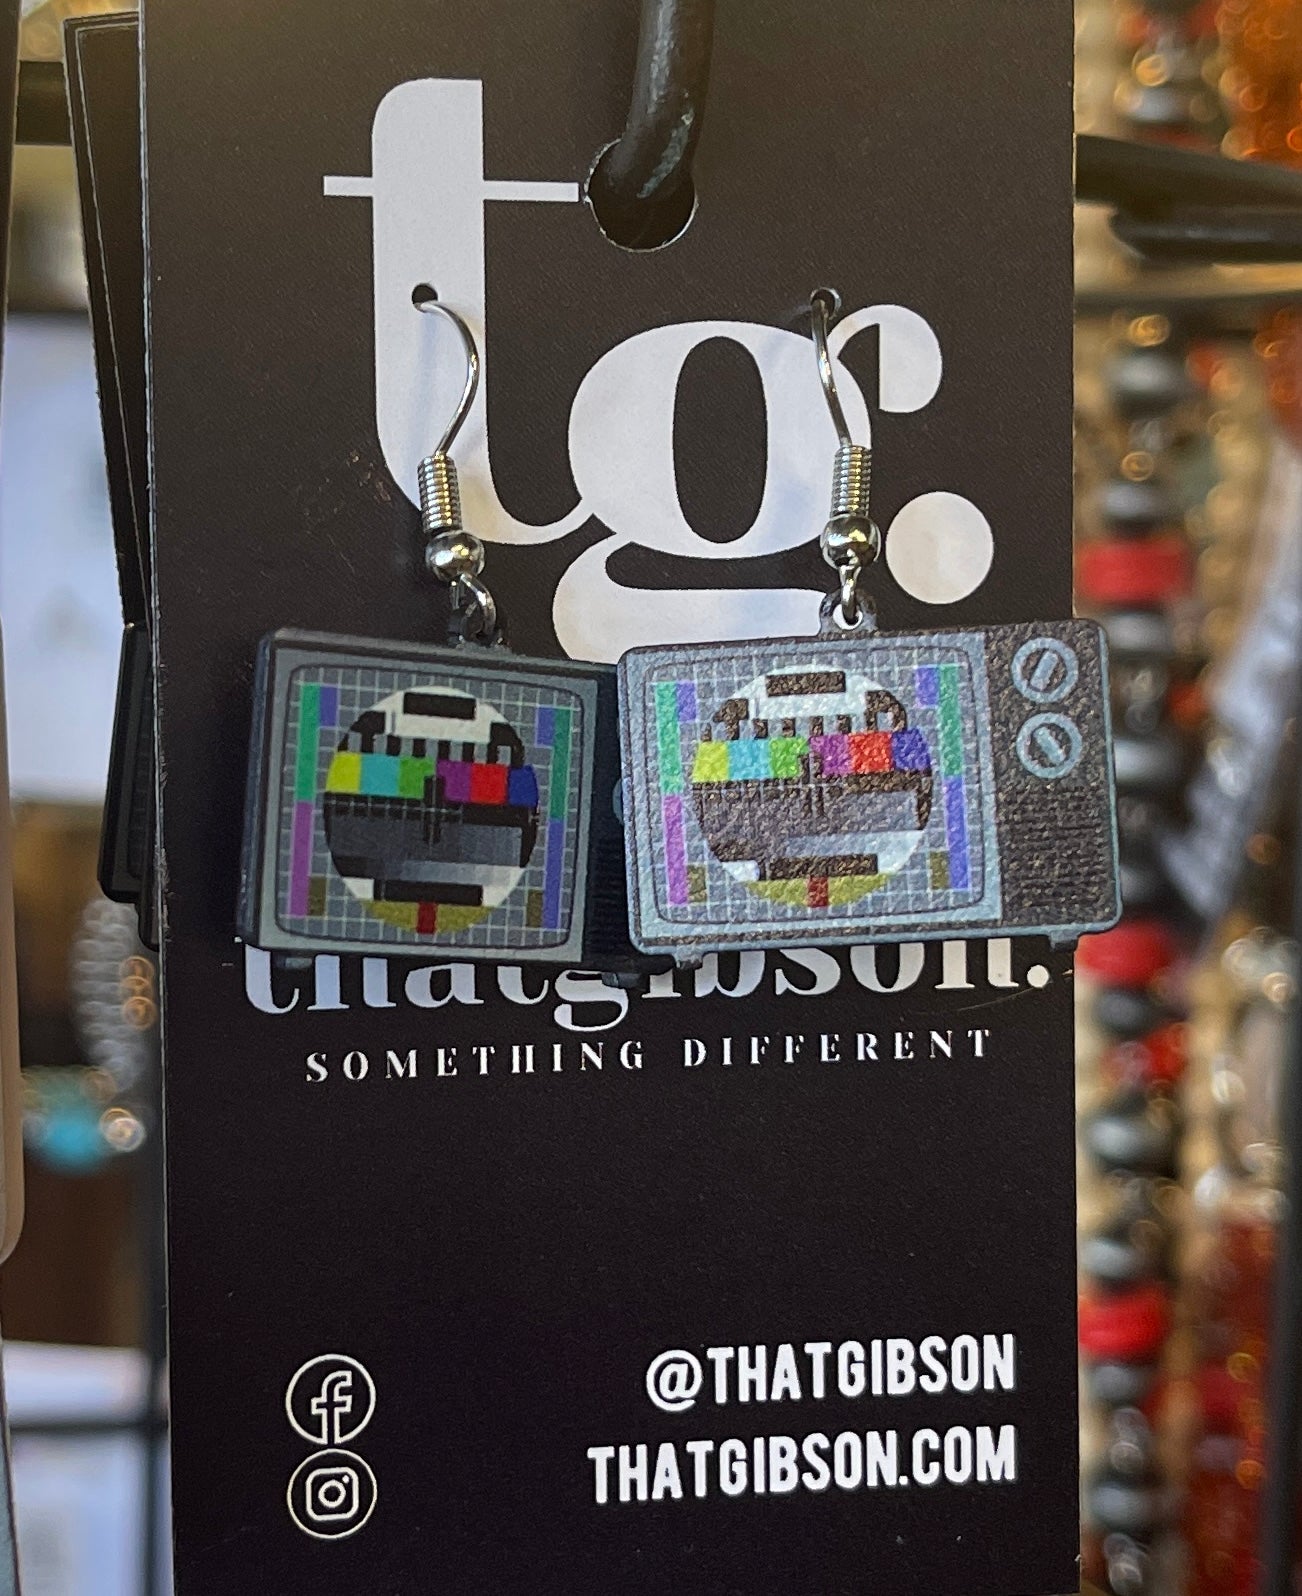 tg.
thatgibson.
SOMETHING DIFFERENT
@THATGIBSON
THATGIBSON.COM